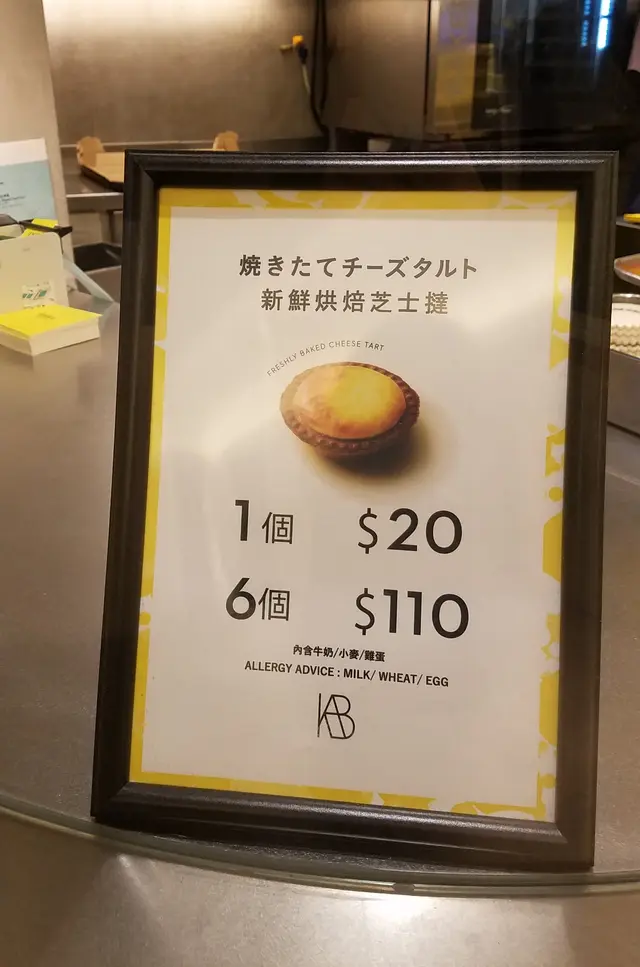 焼きたてチーズタルト
新鮮烘焙芝士撻
FRESHLY BAKED CHEESE TART
1個 $20
6個 $110
內含牛奶/小麥/雞蛋
ALLERGY ADVICE : MILK/ WHEAT/ EGG
KAB